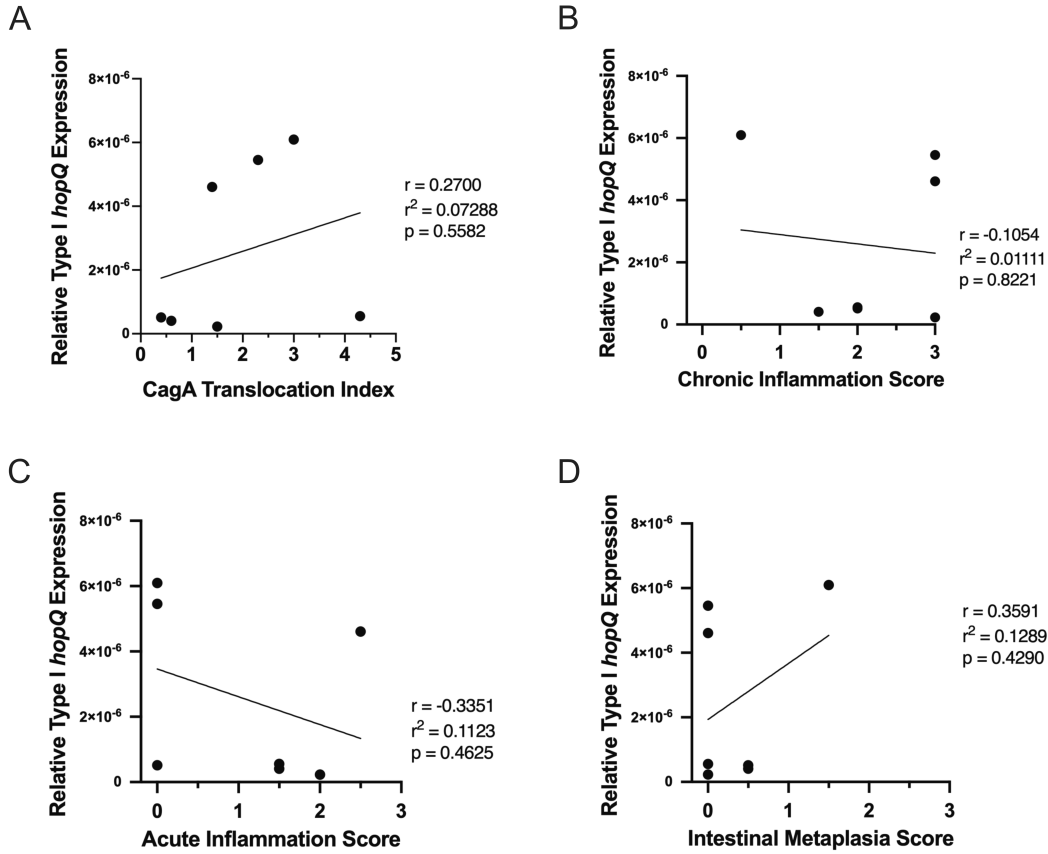 A
Relative Type I hopQ Expression
8×10⁻⁶
6×10⁻⁶
4×10⁻⁶
2×10⁻⁶
0
0 1 2 3 4 5
CagA Translocation Index
r = 0.2700
r² = 0.07288
p = 0.5582
B
Relative Type I hopQ Expression
8×10⁻⁶
6×10⁻⁶
4×10⁻⁶
2×10⁻⁶
0
0 1 2 3
Chronic Inflammation Score
r = -0.1054
r² = 0.01111
p = 0.8221
C
Relative Type I hopQ Expression
8×10⁻⁶
6×10⁻⁶
4×10⁻⁶
2×10⁻⁶
0
0 1 2 3
Acute Inflammation Score
r = -0.3351
r² = 0.1123
p = 0.4625
D
Relative Type I hopQ Expression
8×10⁻⁶
6×10⁻⁶
4×10⁻⁶
2×10⁻⁶
0
0 1 2 3
Intestinal Metaplasia Score
r = 0.3591
r² = 0.1289
p = 0.4290